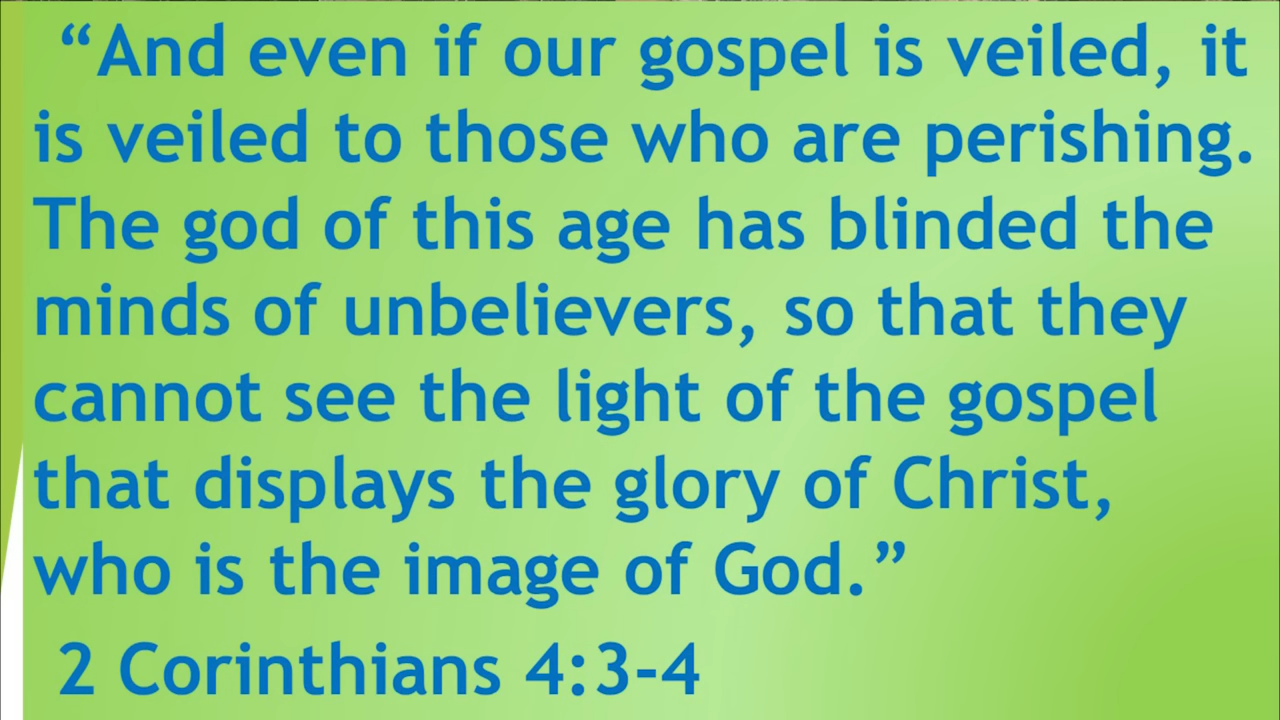 “And even if our gospel is veiled, it
is veiled to those who are perishing.
The god of this age has blinded the
minds of unbelievers, so that they
cannot see the light of the gospel
that displays the glory of Christ,
who is the image of God.”
2 Corinthians 4:3-4